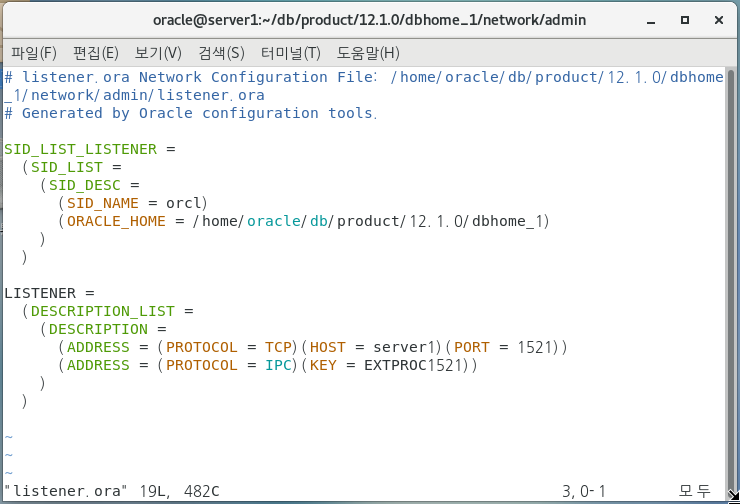 oracle@server1:~/db/product/12.1.0/dbhome_1/network/admin
파일(F) 편집(E) 보기(V) 검색(S) 터미널(T) 도움말(H)
# listener.ora Network Configuration File: /home/oracle/db/product/12.1.0/dbhome
_1/network/admin/listener.ora
# Generated by Oracle configuration tools.
SID_LIST_LISTENER =
  (SID_LIST =
    (SID_DESC =
      (SID_NAME = orcl)
      (ORACLE_HOME = /home/oracle/db/product/12.1.0/dbhome_1)
    )
  )
LISTENER =
  (DESCRIPTION_LIST =
    (DESCRIPTION =
      (ADDRESS = (PROTOCOL = TCP)(HOST = server1)(PORT = 1521))
      (ADDRESS = (PROTOCOL = IPC)(KEY = EXTPROC1521))
    )
  )
~
~
~
"listener.ora" 19L, 482C 3,0-1 모두